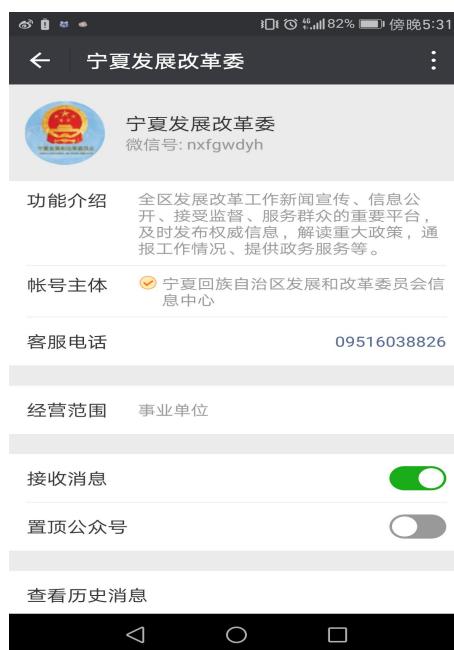 82% 傍晚5:31
宁夏发展改革委
宁夏发展改革委
微信号: nxfgwdyh
功能介绍 全区发展改革工作新闻宣传、信息公
开、接受监督、服务群众的重要平台，
及时发布权威信息，解读重大政策，通
报工作情况、提供政务服务等。
帐号主体 宁夏回族自治区发展和改革委员会信
息中心
客服电话 09516038826
经营范围 事业单位
接收消息
置顶公众号
查看历史消息